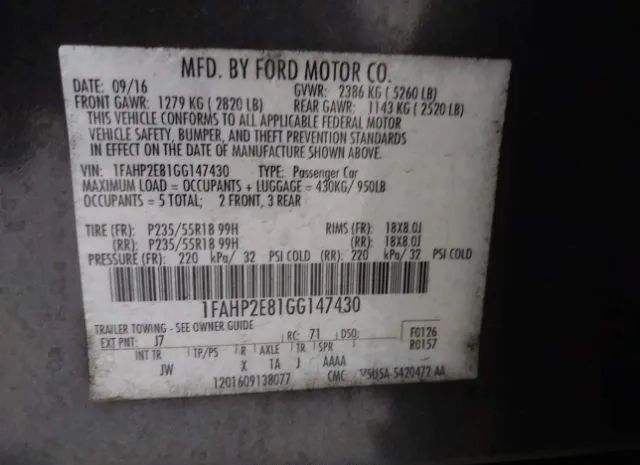 MFD. BY FORD MOTOR CO.
DATE: 09/16 GVWR: 2386 KG ( 5260 LB)
FRONT GAWR: 1279 KG ( 2820 LB) REAR GAWR: 1143 KG ( 2520 LB)
THIS VEHICLE CONFORMS TO ALL APPLICABLE FEDERAL MOTOR
VEHICLE SAFETY, BUMPER, AND THEFT PREVENTION STANDARDS
IN EFFECT ON THE DATE OF MANUFACTURE SHOWN ABOVE.
VIN: 1FAHP2E81GG147430 TYPE: Passenger Car
MAXIMUM LOAD = OCCUPANTS + LUGGAGE = 430KG/ 950LB
OCCUPANTS = 5 TOTAL; 2 FRONT, 3 REAR
TIRE (FR): P235/55R18 99H RIMS (FR): 18X8.0J
(RR): P235/55R18 99H (RR): 18X8.0J
PRESSURE (FR): 220 kPa/ 32 PSI COLD (RR): 220 kPa/ 32 PSI COLD
1FAHP2E81GG147430
TRAILER TOWING - SEE OWNER GUIDE F0126
EXT PNT: J7 RC: 71 DSO: R0157
INT TR TP/PS R AXLE TR SPR
JW X 1A J AAAA
1201609138077 CMC V5U5A-5420472 AA